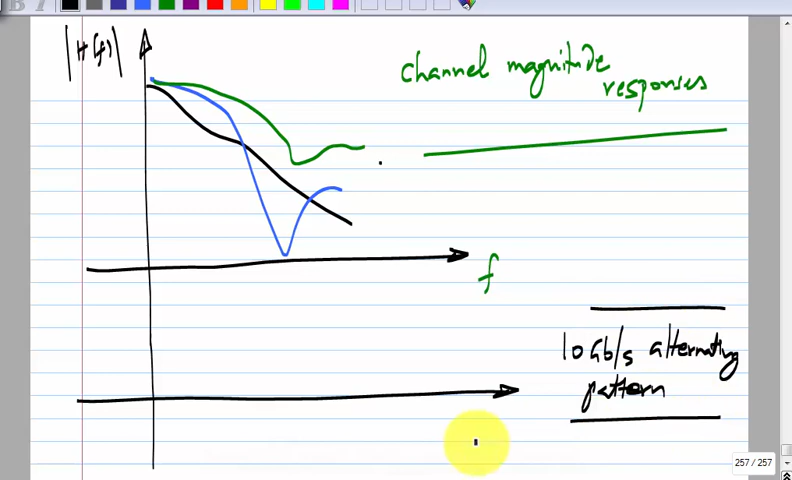 |H(f)|
channel magnitude
responses
f
10Gb/s alternating
pattern
257 / 257